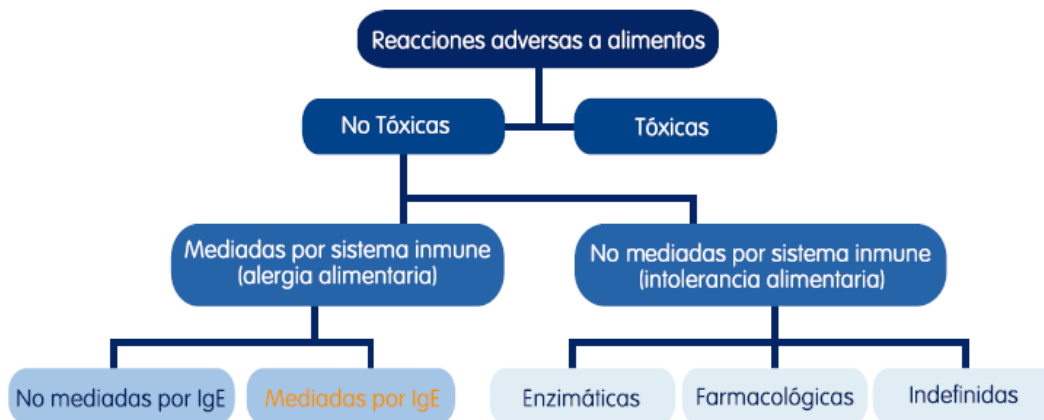 Reacciones adversas a alimentos
No Tóxicas
Tóxicas
Mediadas por sistema inmune
(alergia alimentaria)
No mediadas por sistema inmune
(intolerancia alimentaria)
No mediadas por IgE
Mediadas por IgE
Enzimáticas
Farmacológicas
Indefinidas